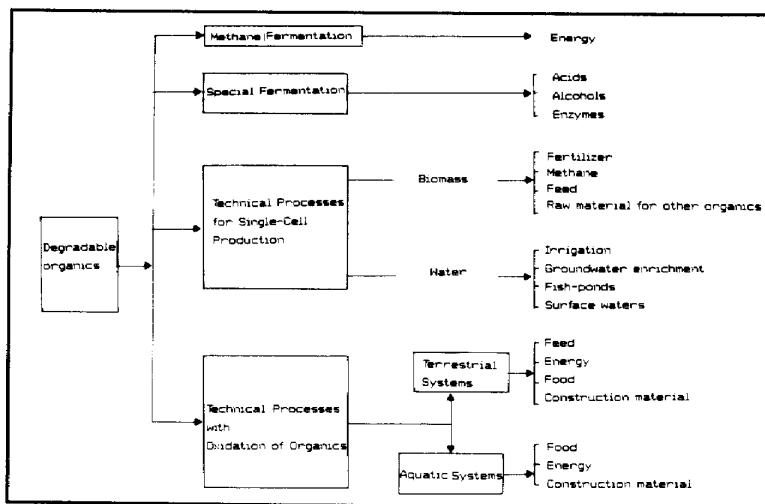 Methane Fermentation
Energy
Special Fermentation
Acids
Alcohols
Enzymes
Degradable
organics
Technical Processes
for Single-Cell
Production
Biomass
Fertilizer
Methane
Feed
Raw material for other organics
Water
Irrigation
Groundwater enrichment
Fish-ponds
Surface waters
Technical Processes
with
Oxidation of Organics
Terrestrial
Systems
Feed
Energy
Food
Construction material
Aquatic Systems
Food
Energy
Construction material